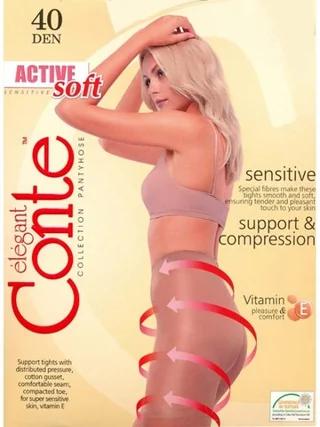 40
DEN
ACTIVE
SENSITIVE
soft
élégant
Conte™
COLLECTION PANTYHOSE
sensitive
Special fibres make these
tights smooth and soft,
ensuring tender and pleasant
touch to your skin
support &
compression
Vitamin
pleasure &
comfort
E
Support tights with
distributed pressure,
cotton gusset,
comfortable seam,
compacted toe,
for super sensitive
skin, vitamin E